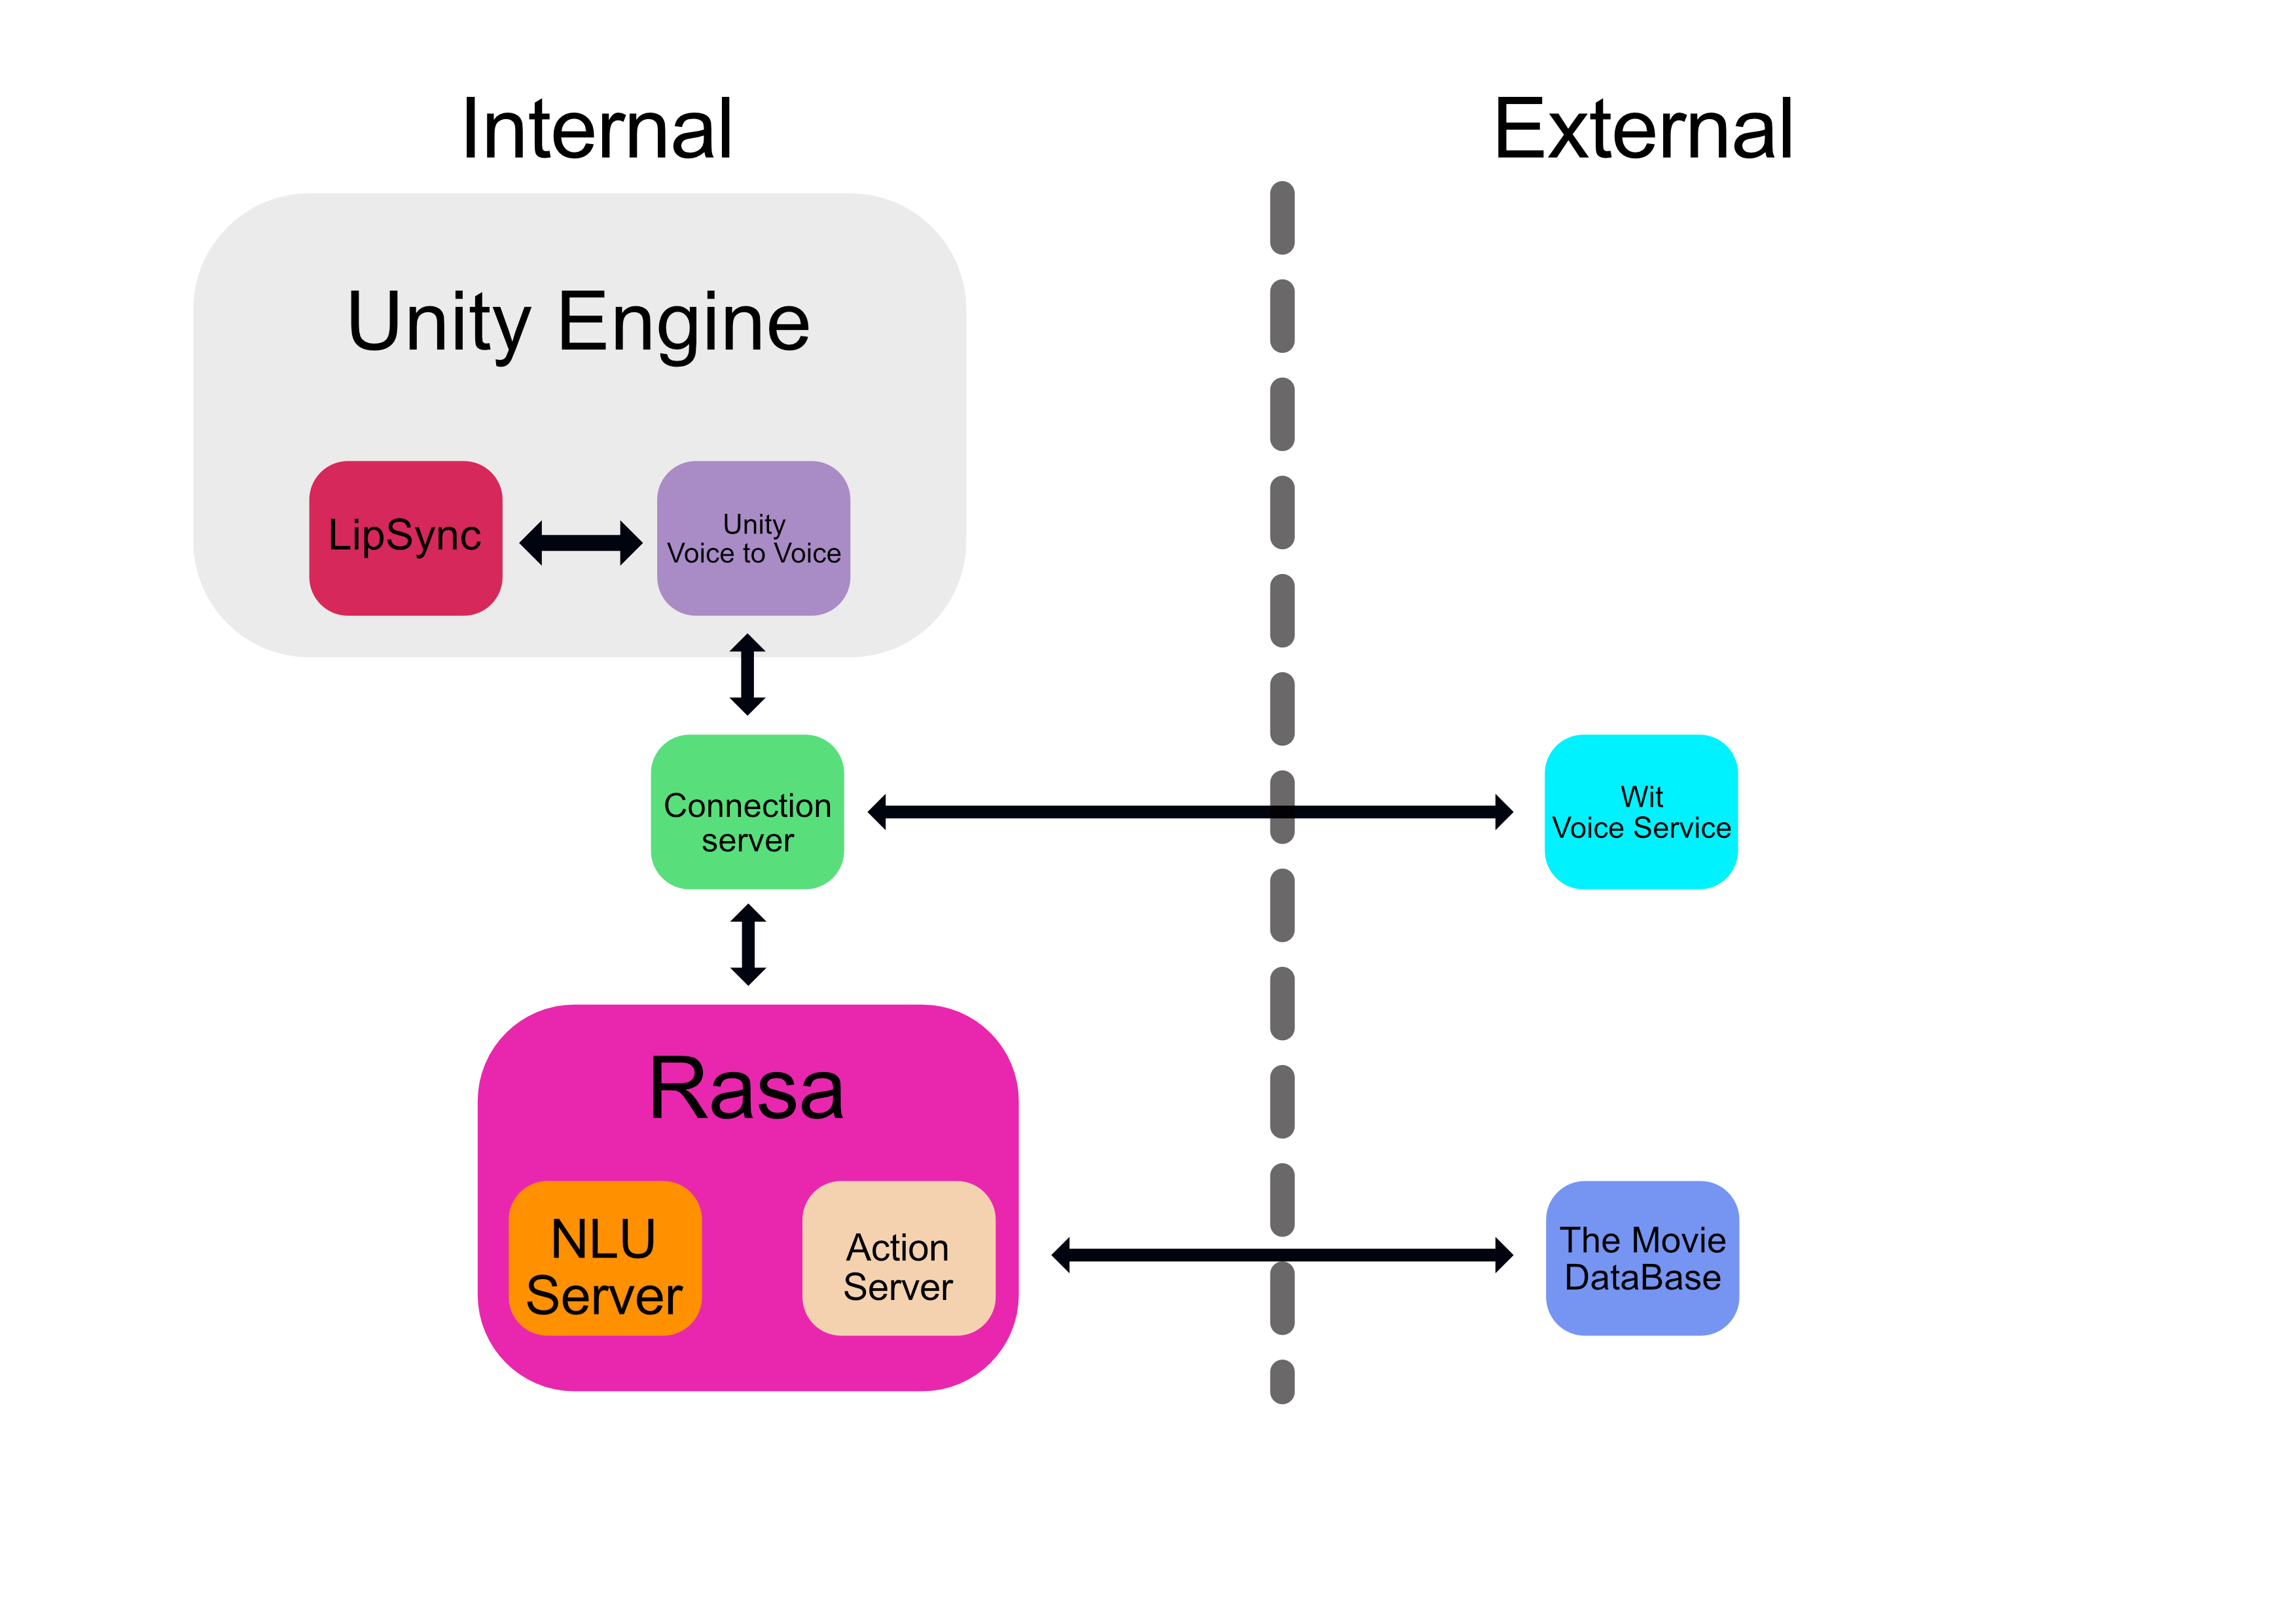 Internal
External
Unity Engine
LipSync
Unity
Voice to Voice
Connection
server
Wit
Voice Service
Rasa
NLU
Server
Action
Server
The Movie
DataBase